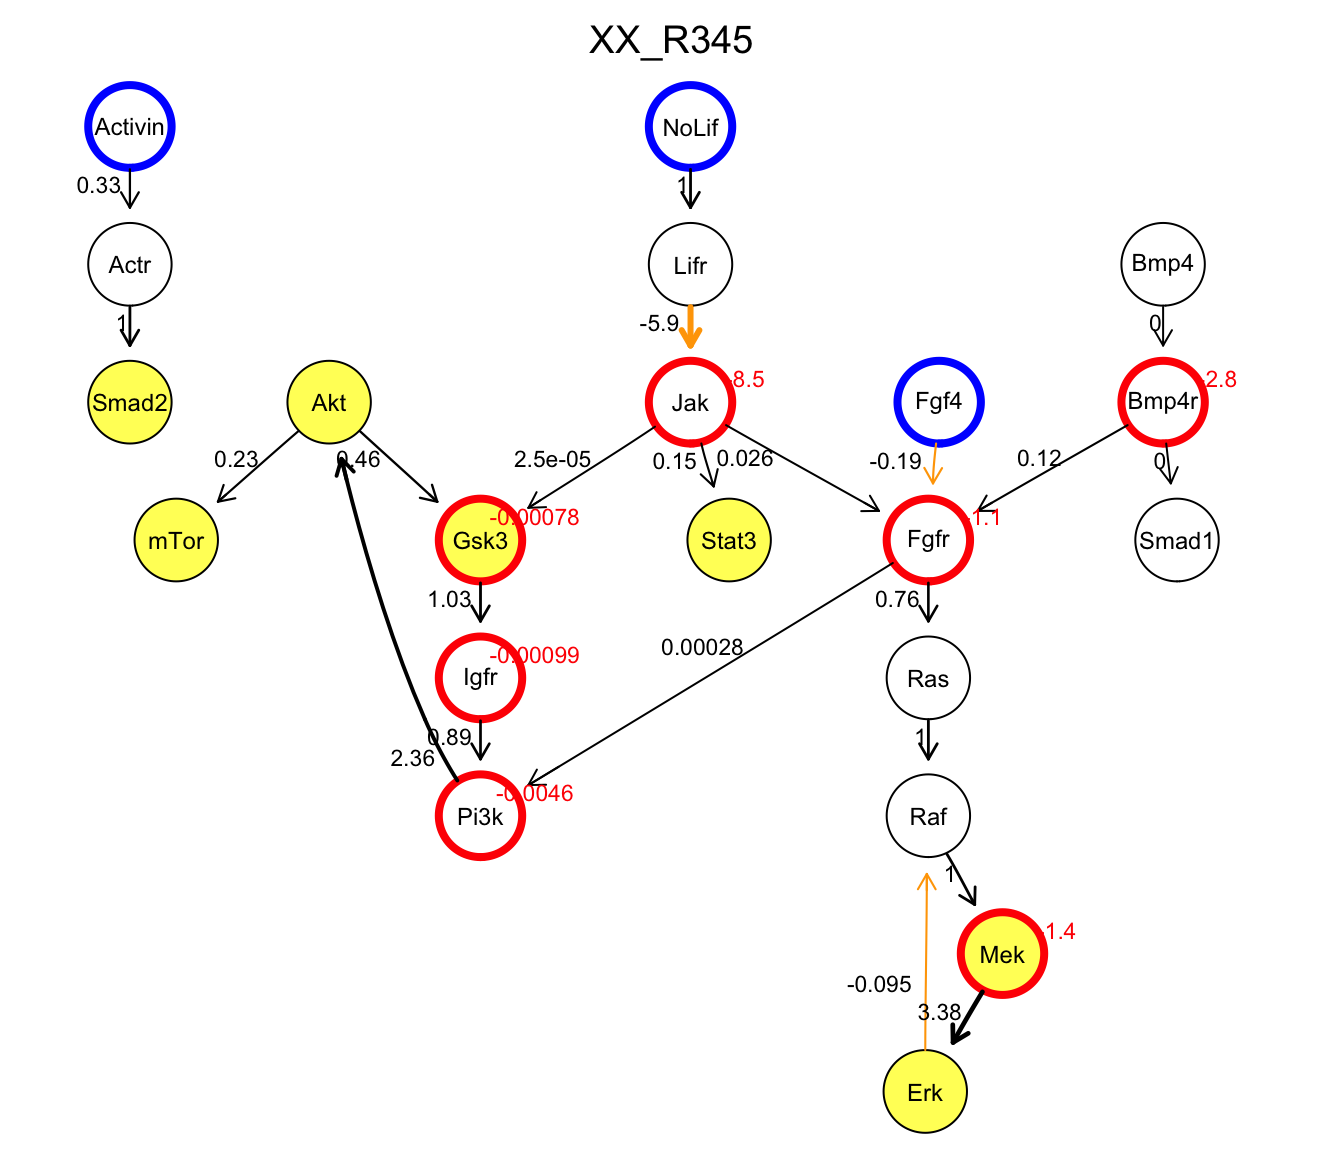 XX_R345
Activin
NoLif
0.33
1
Actr
Lifr
Bmp4
1
-5.9
0
Smad2
Akt
Jak
-8.5
Fgf4
Bmp4r
-2.8
0.23
0.46
2.5e-05
0.15
0.026
-0.19
0.12
0
mTor
Gsk3
-0.00078
Stat3
Fgfr
-1.1
Smad1
1.03
0.76
0.00028
Igfr
-0.00099
Ras
0.89
2.36
1
Pi3k
-0.0046
Raf
1
Mek
-1.4
-0.095
3.38
Erk